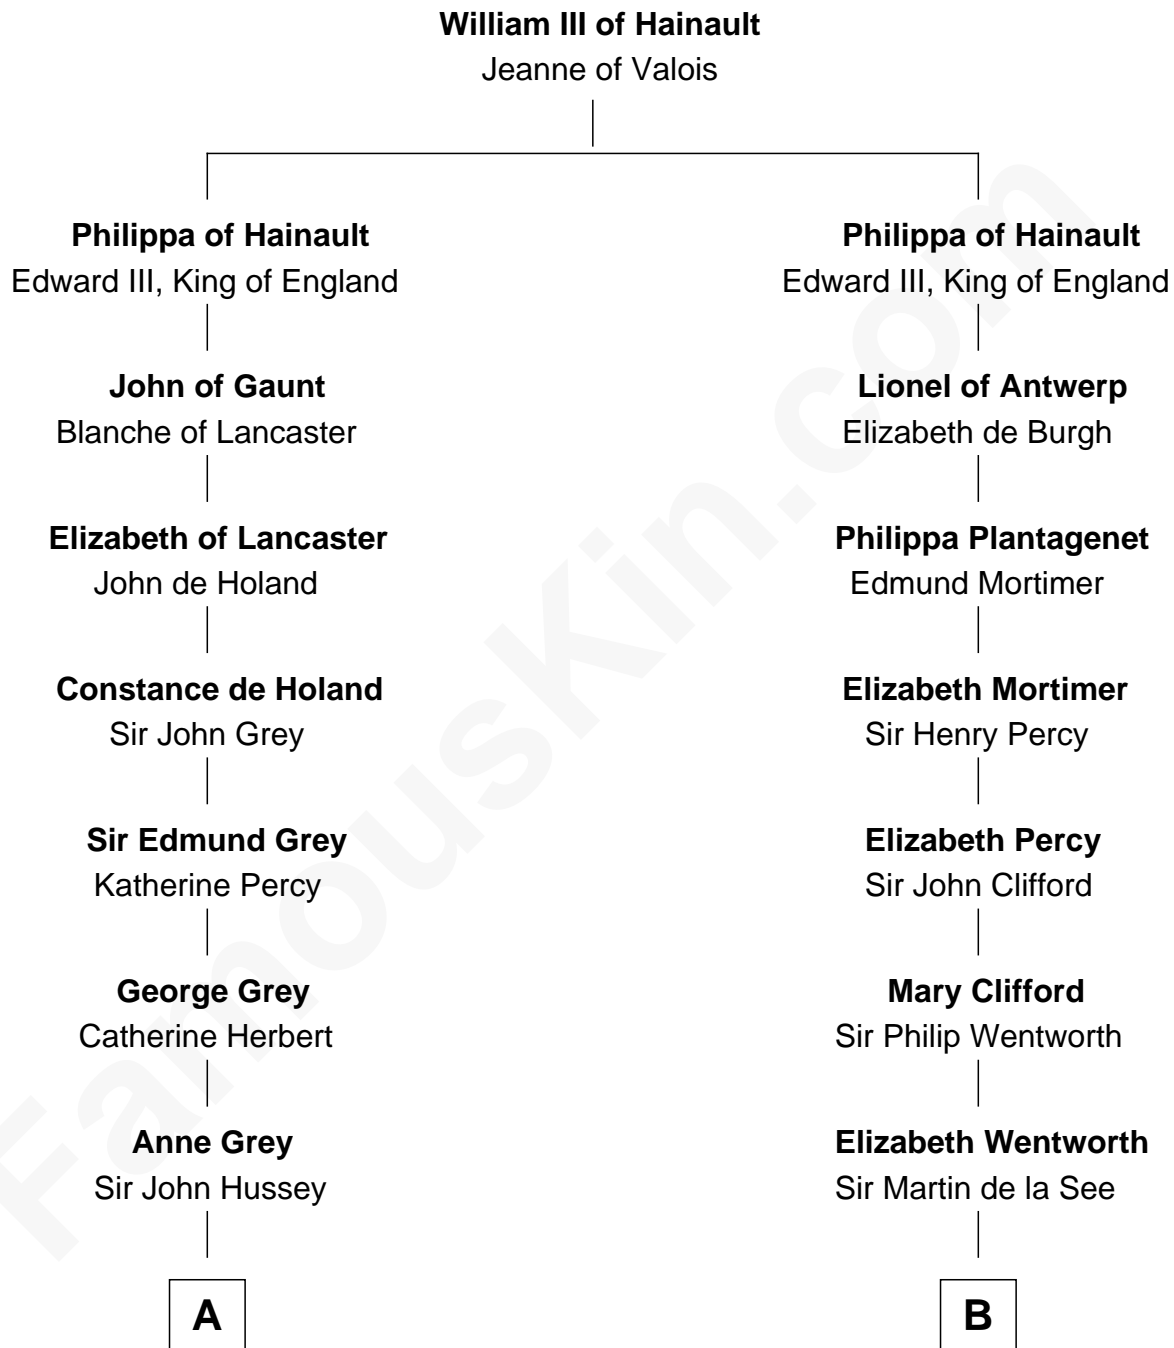 William III of Hainault
Jeanne of Valois
Philippa of Hainault
Edward III, King of England
Philippa of Hainault
Edward III, King of England
John of Gaunt
Blanche of Lancaster
Lionel of Antwerp
Elizabeth de Burgh
Elizabeth of Lancaster
John de Holand
Philippa Plantagenet
Edmund Mortimer
Constance de Holand
Sir John Grey
Elizabeth Mortimer
Sir Henry Percy
Sir Edmund Grey
Katherine Percy
Elizabeth Percy
Sir John Clifford
George Grey
Catherine Herbert
Mary Clifford
Sir Philip Wentworth
Anne Grey
Sir John Hussey
Elizabeth Wentworth
Sir Martin de la See
A
B
FamousKin.com